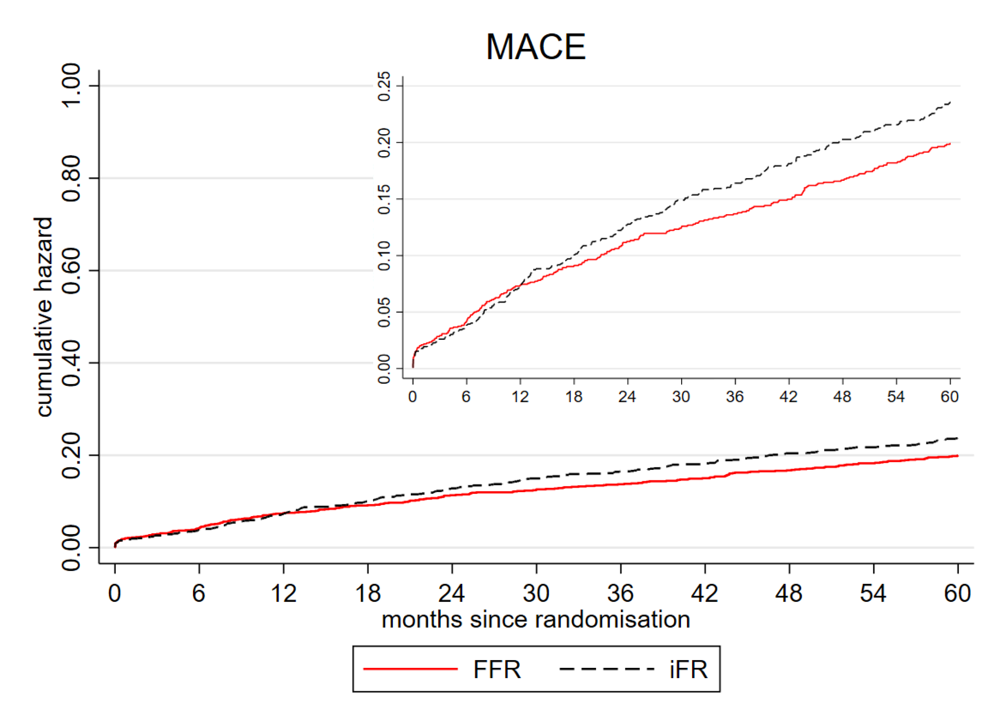 MACE
cumulative hazard
1.00
0.80
0.60
0.40
0.20
0.00
0.25
0.20
0.15
0.10
0.05
0.00
0 6 12 18 24 30 36 42 48 54 60
0 6 12 18 24 30 36 42 48 54 60
months since randomisation
FFR iFR